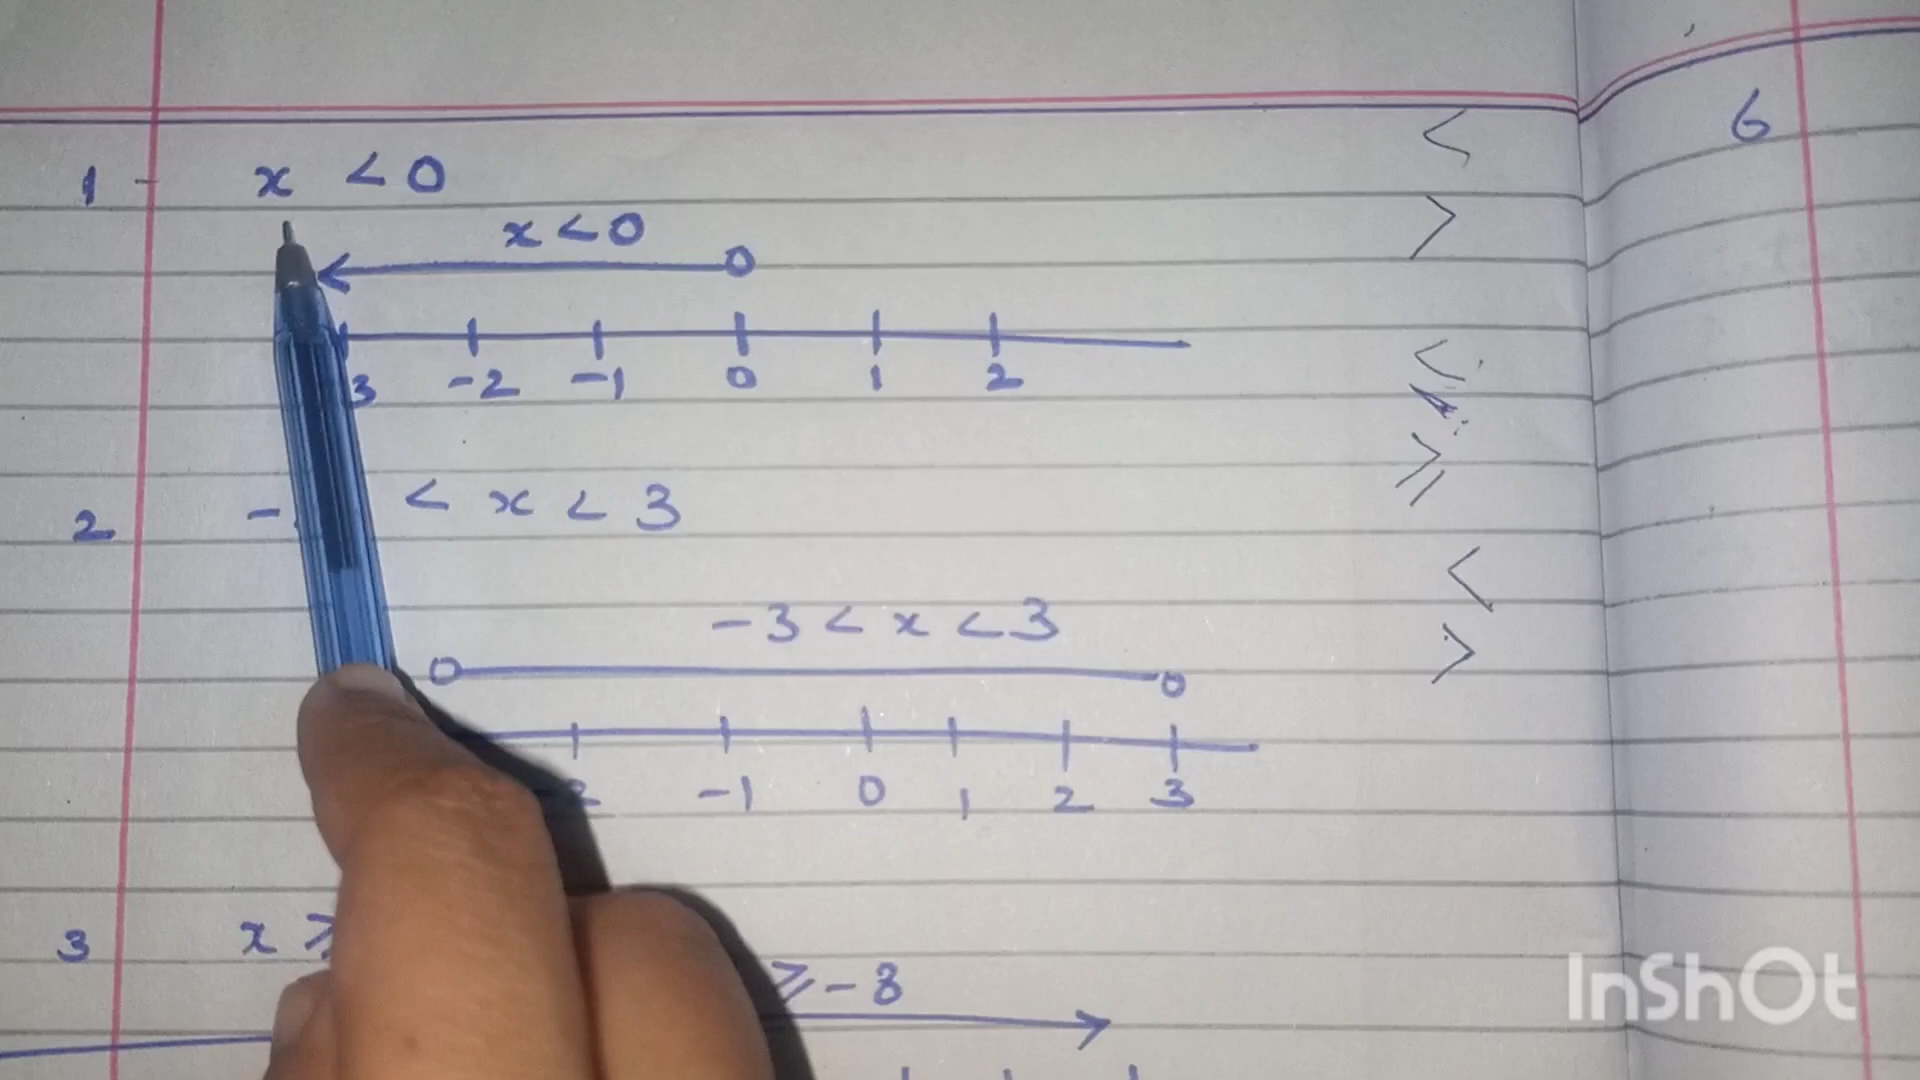 1 - x < 0
x < 0
3 -2 -1 0 1 2
2 - < x < 3
-3 < x < 3
-1 0 1 2 3
3 x ⩾
⩾ -8
<
>
<
⩾
<
>
6
InShOt